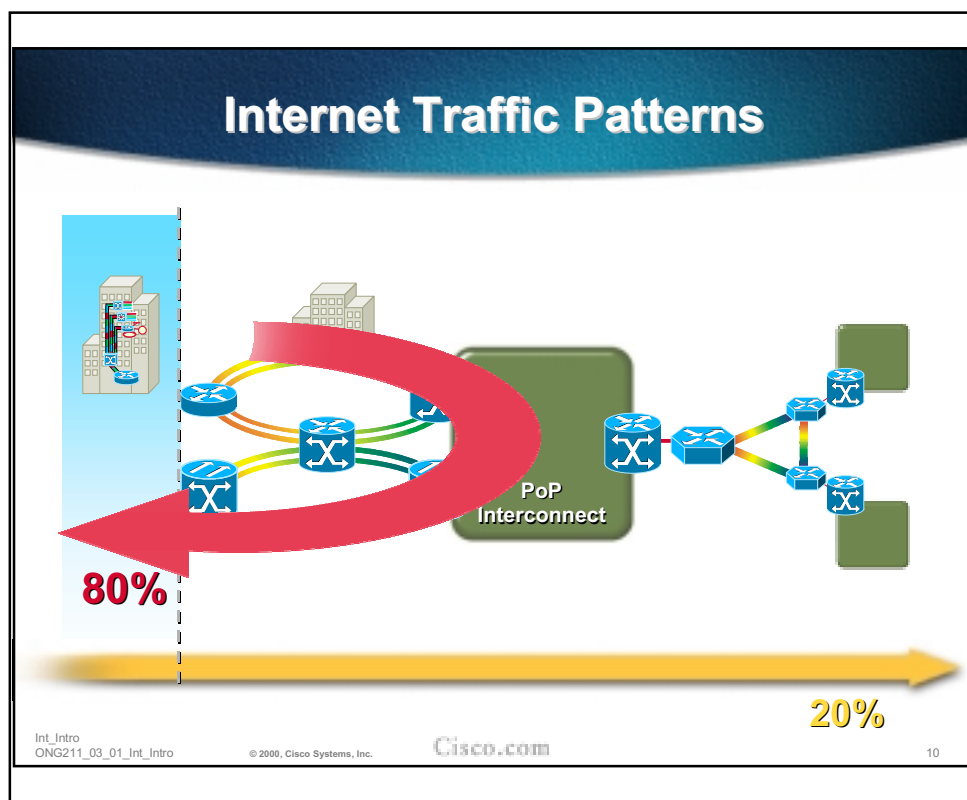 Internet Traffic Patterns
PoP
Interconnect
80%
20%
Int_Intro
ONG211_03_01_Int_Intro
© 2000, Cisco Systems, Inc.
Cisco.com
10